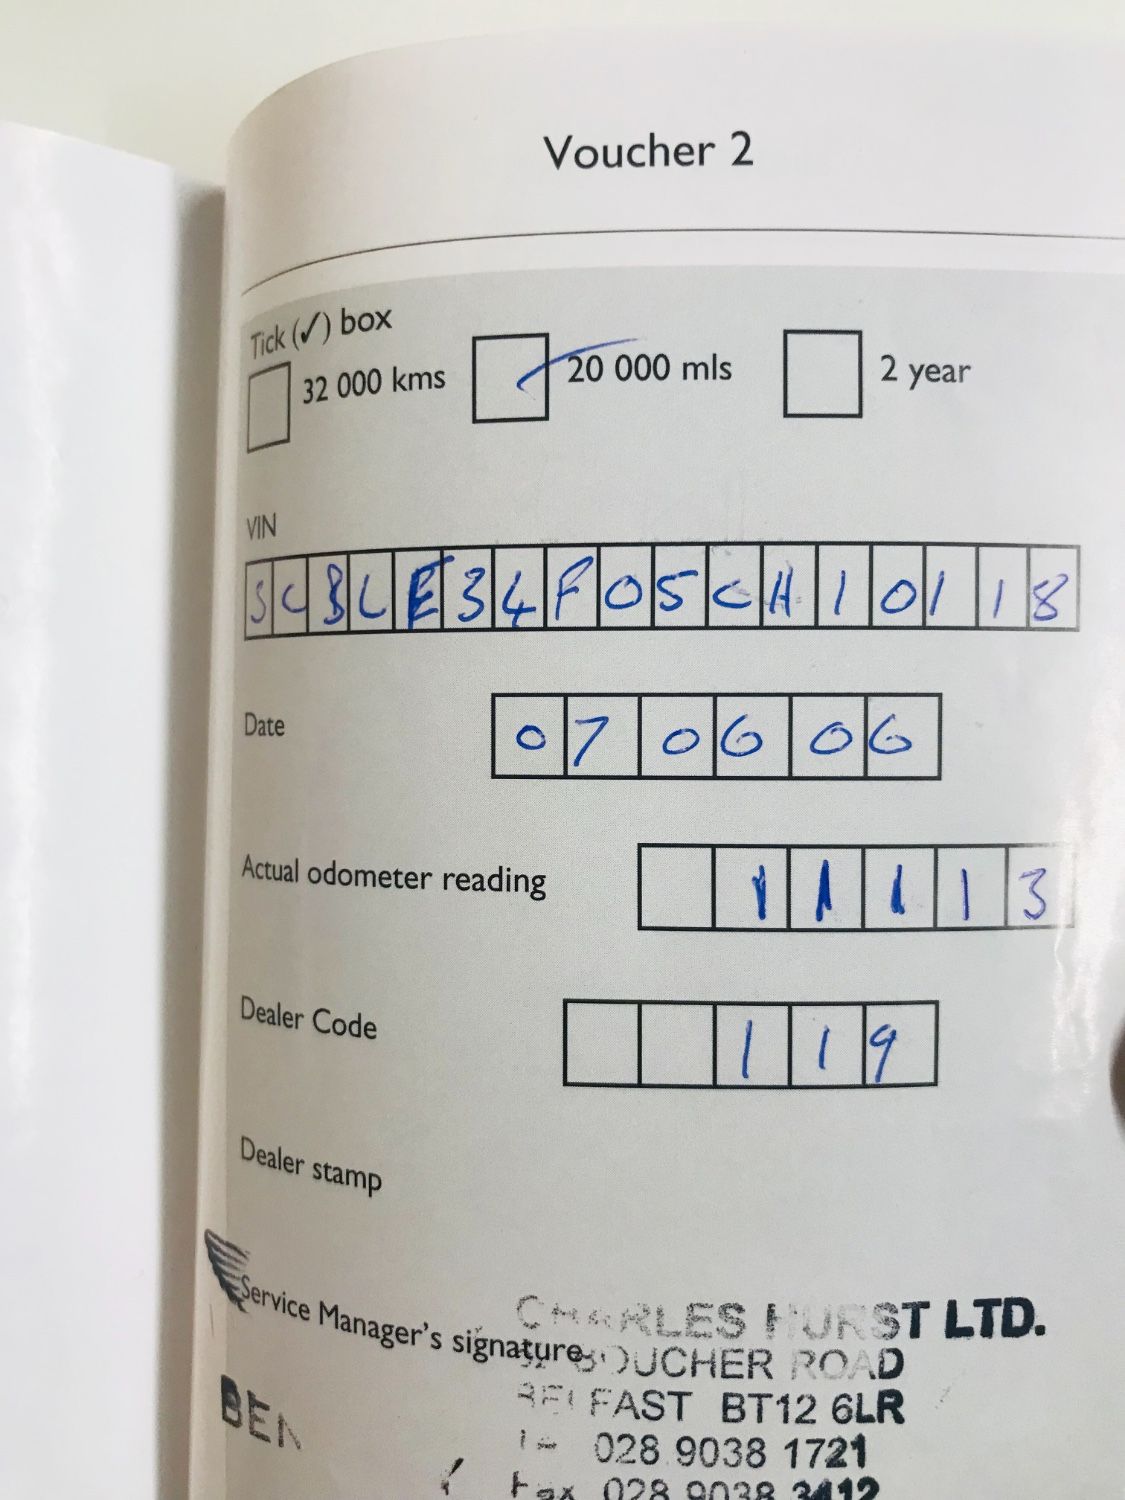 Voucher 2
Tick (✓) box
32 000 kms 20 000 mls 2 year
VIN
SCBLE34F05CH10118
Date 070606
Actual odometer reading 11113
Dealer Code 119
Dealer stamp
Service Manager's signature
CHARLES HURST LTD.
BOUCHER ROAD
BELFAST BT12 6LR
028 9038 1721
Fax 028 9038 3412